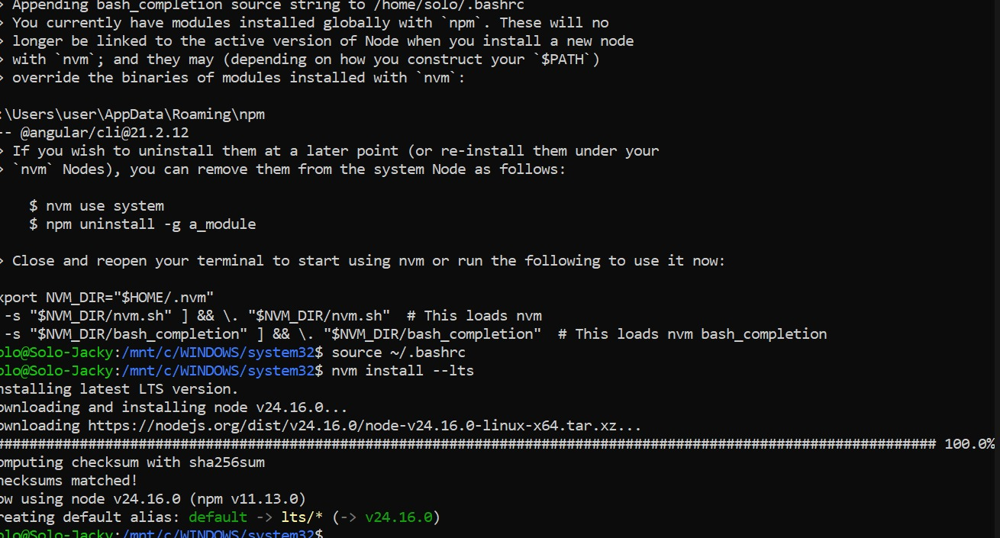 > Appending bash_completion source string to /home/solo/.bashrc
> You currently have modules installed globally with `npm`. These will no
> longer be linked to the active version of Node when you install a new node
> with `nvm`; and they may (depending on how you construct your `$PATH`)
> override the binaries of modules installed with `nvm`:
:\Users\user\AppData\Roaming\npm
-- @angular/cli@21.2.12
> If you wish to uninstall them at a later point (or re-install them under your
> `nvm` Nodes), you can remove them from the system Node as follows:
$ nvm use system
$ npm uninstall -g a_module
> Close and reopen your terminal to start using nvm or run the following to use it now:
xport NVM_DIR="$HOME/.nvm"
-s "$NVM_DIR/nvm.sh" ] && \. "$NVM_DIR/nvm.sh"  # This loads nvm
-s "$NVM_DIR/bash_completion" ] && \. "$NVM_DIR/bash_completion"  # This loads nvm bash_completion
olo@Solo-Jacky:/mnt/c/WINDOWS/system32$ source ~/.bashrc
olo@Solo-Jacky:/mnt/c/WINDOWS/system32$ nvm install --lts
nstalling latest LTS version.
ownloading and installing node v24.16.0...
ownloading https://nodejs.org/dist/v24.16.0/node-v24.16.0-linux-x64.tar.xz...
################################################################################################################ 100.0%
omputing checksum with sha256sum
hecksums matched!
ow using node v24.16.0 (npm v11.13.0)
reating default alias: default -> lts/* (-> v24.16.0)
olo@Solo-Jacky:/mnt/c/WINDOWS/system32$